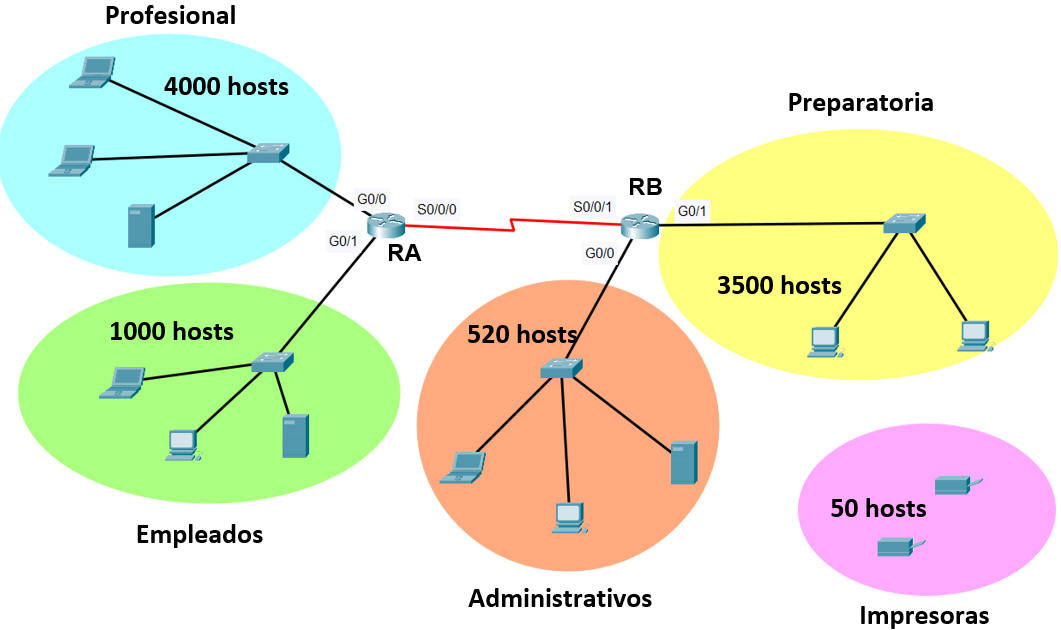 Profesional
4000 hosts
Preparatoria
G0/0
S0/0/0
S0/0/1
RB
G0/1
G0/1
RA
G0/0
3500 hosts
1000 hosts
520 hosts
50 hosts
Empleados
Administrativos
Impresoras